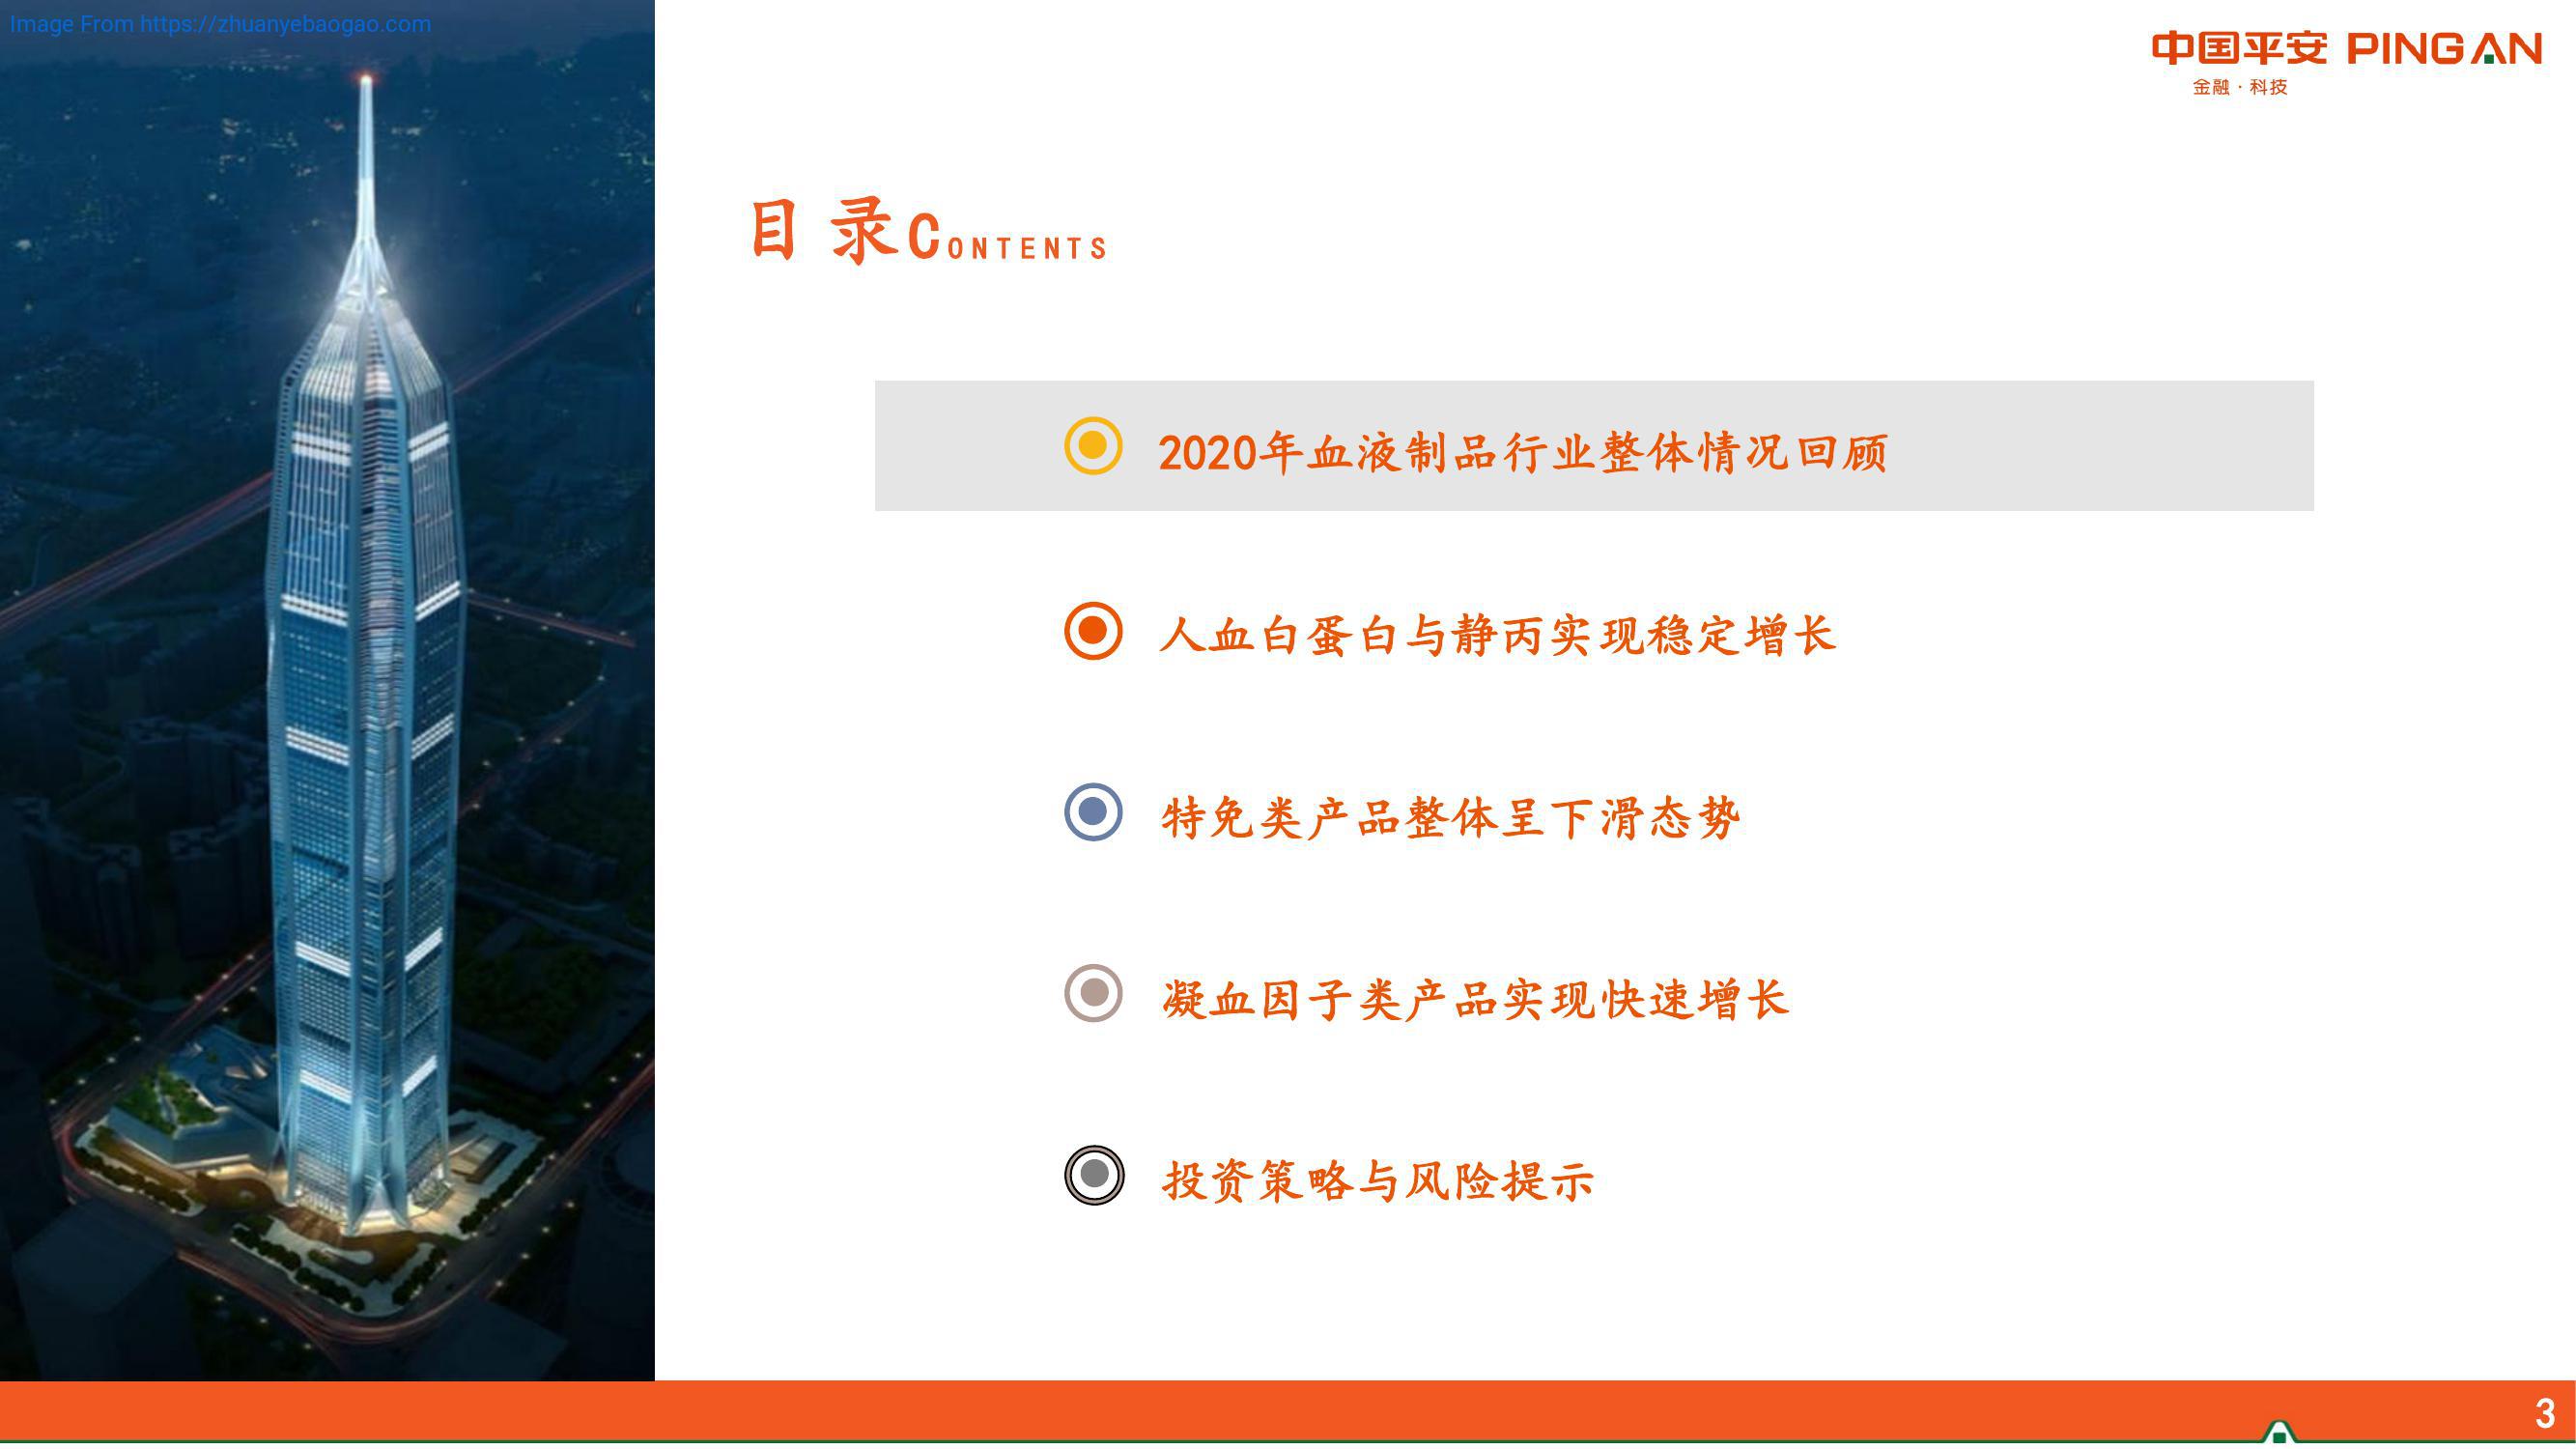 Image From https://zhuanyebaogao.com
中国平安 PINGAN
金融·科技
目录CONTENTS
2020年血液制品行业整体情况回顾
人血白蛋白与静丙实现稳定增长
特免类产品整体呈下滑态势
凝血因子类产品实现快速增长
投资策略与风险提示
3